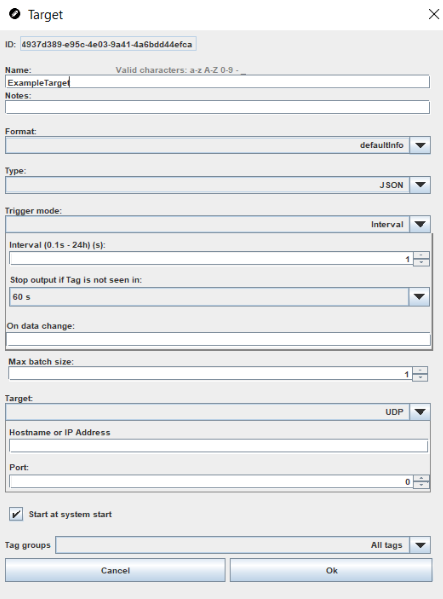 Target
ID: 4937d389-e95c-4e03-9a41-4a6bdd44efca
Name: Valid characters: a-z A-Z 0-9 - _
ExampleTarget
Notes:
Format:
defaultInfo
Type:
JSON
Trigger mode:
Interval
Interval (0.1s - 24h) (s):
1
Stop output if Tag is not seen in:
60 s
On data change:
Max batch size:
1
Target:
UDP
Hostname or IP Address
Port:
0
Start at system start
Tag groups All tags
Cancel Ok